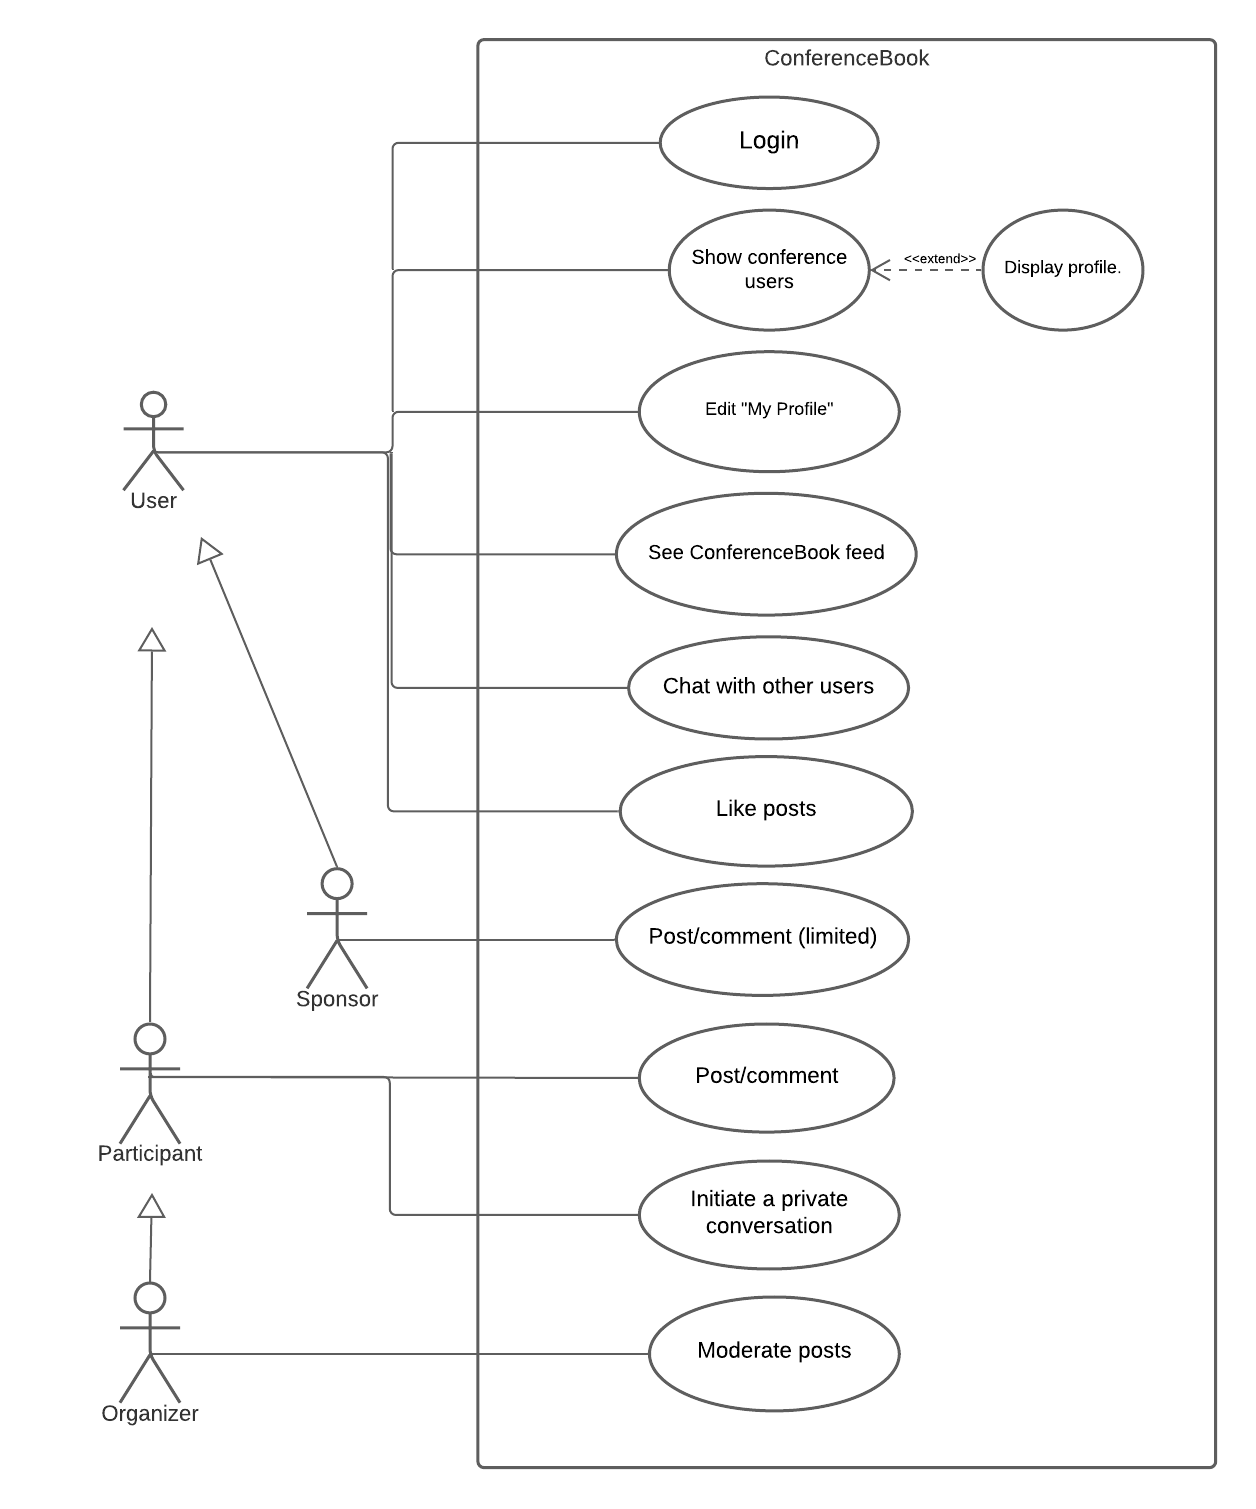 ConferenceBook
Login
Show conference
users
<<extend>>
Display profile.
Edit "My Profile"
User
See ConferenceBook feed
Chat with other users
Like posts
Post/comment (limited)
Sponsor
Post/comment
Participant
Initiate a private
conversation
Moderate posts
Organizer